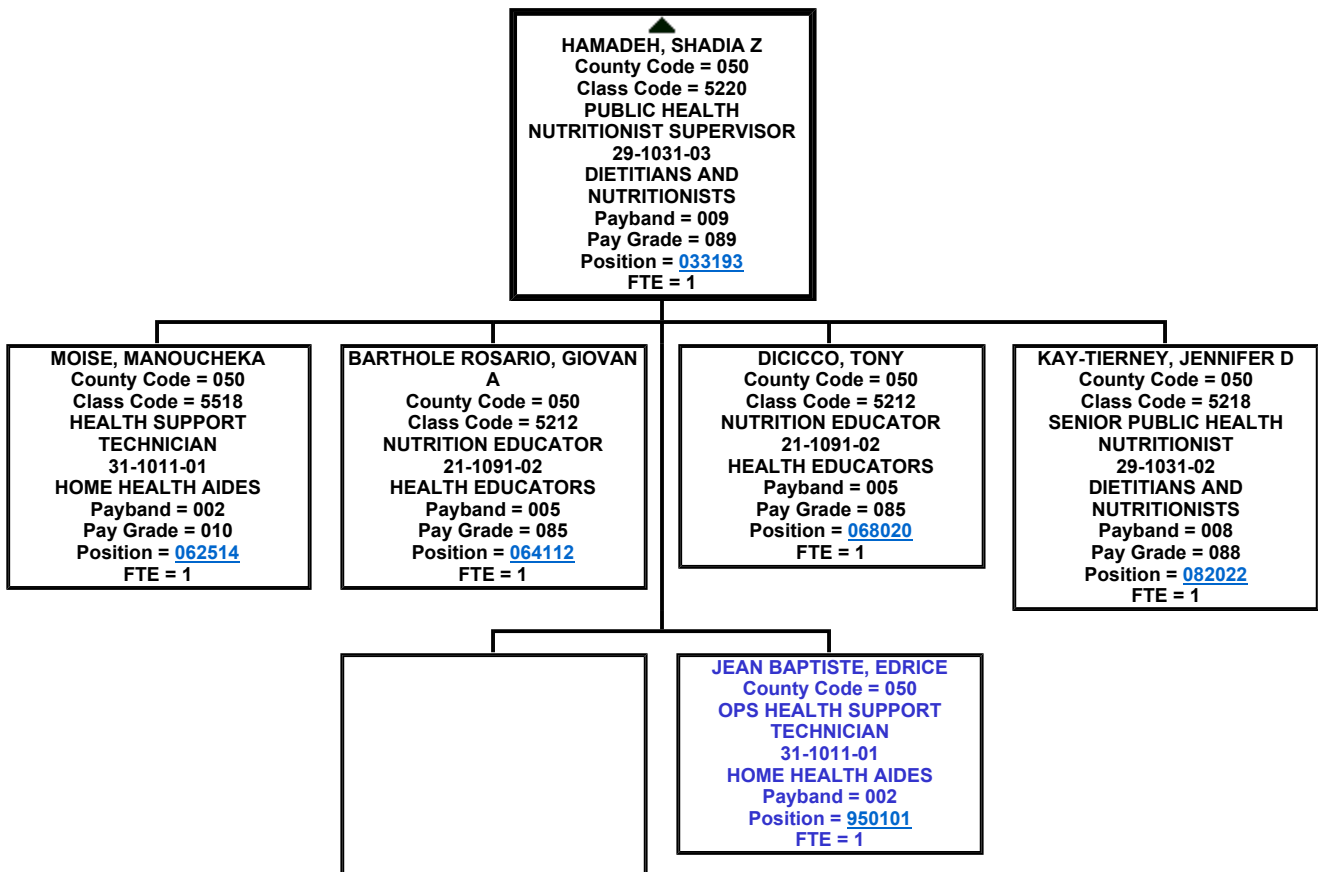 HAMADEH, SHADIA Z
County Code = 050
Class Code = 5220
PUBLIC HEALTH
NUTRITIONIST SUPERVISOR
29-1031-03
DIETITIANS AND
NUTRITIONISTS
Payband = 009
Pay Grade = 089
Position = 033193
FTE = 1
MOISE, MANOUCHEKA
County Code = 050
Class Code = 5518
HEALTH SUPPORT
TECHNICIAN
31-1011-01
HOME HEALTH AIDES
Payband = 002
Pay Grade = 010
Position = 062514
FTE = 1
BARTHOLE ROSARIO, GIOVAN
A
County Code = 050
Class Code = 5212
NUTRITION EDUCATOR
21-1091-02
HEALTH EDUCATORS
Payband = 005
Pay Grade = 085
Position = 064112
FTE = 1
DICICCO, TONY
County Code = 050
Class Code = 5212
NUTRITION EDUCATOR
21-1091-02
HEALTH EDUCATORS
Payband = 005
Pay Grade = 085
Position = 068020
FTE = 1
KAY-TIERNEY, JENNIFER D
County Code = 050
Class Code = 5218
SENIOR PUBLIC HEALTH
NUTRITIONIST
29-1031-02
DIETITIANS AND
NUTRITIONISTS
Payband = 008
Pay Grade = 088
Position = 082022
FTE = 1
JEAN BAPTISTE, EDRICE
County Code = 050
OPS HEALTH SUPPORT
TECHNICIAN
31-1011-01
HOME HEALTH AIDES
Payband = 002
Position = 950101
FTE = 1